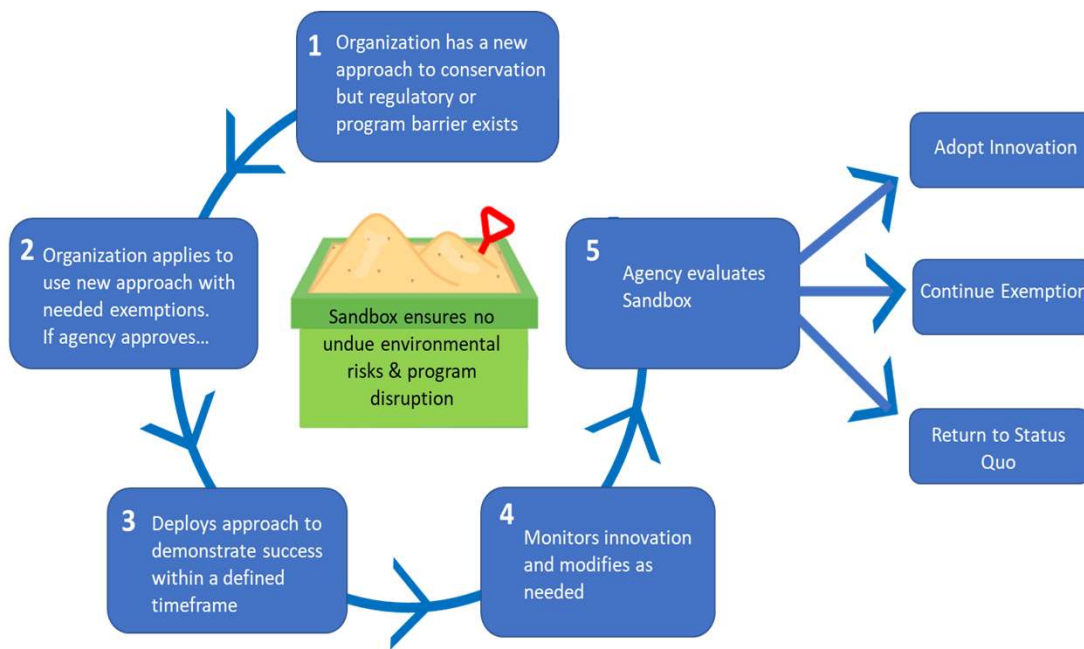 1
Organization has a new
approach to conservation
but regulatory or
program barrier exists
2
Organization applies to
use new approach with
needed exemptions.
If agency approves...
3
Deploys approach to
demonstrate success
within a defined
timeframe
4
Monitors innovation
and modifies as
needed
5
Agency evaluates
Sandbox
Sandbox ensures no
undue environmental
risks & program
disruption
Adopt Innovation
Continue Exemption
Return to Status
Quo